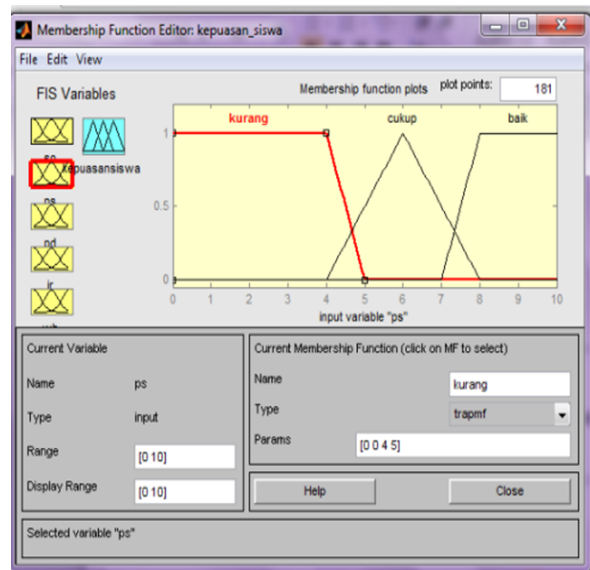 Membership Function Editor: kepuasan_siswa
File Edit View
FIS Variables
Membership function plots plot points: 181
kurang cukup baik
kepuasansiswa
ps
nd
ir
1
0.5
0
0 1 2 3 4 5 6 7 8 9 10
input variable "ps"
Current Variable
Name ps
Type input
Range [0 10]
Display Range [0 10]
Current Membership Function (click on MF to select)
Name kurang
Type trapmf
Params [0 0 4 5]
Help Close
Selected variable "ps"